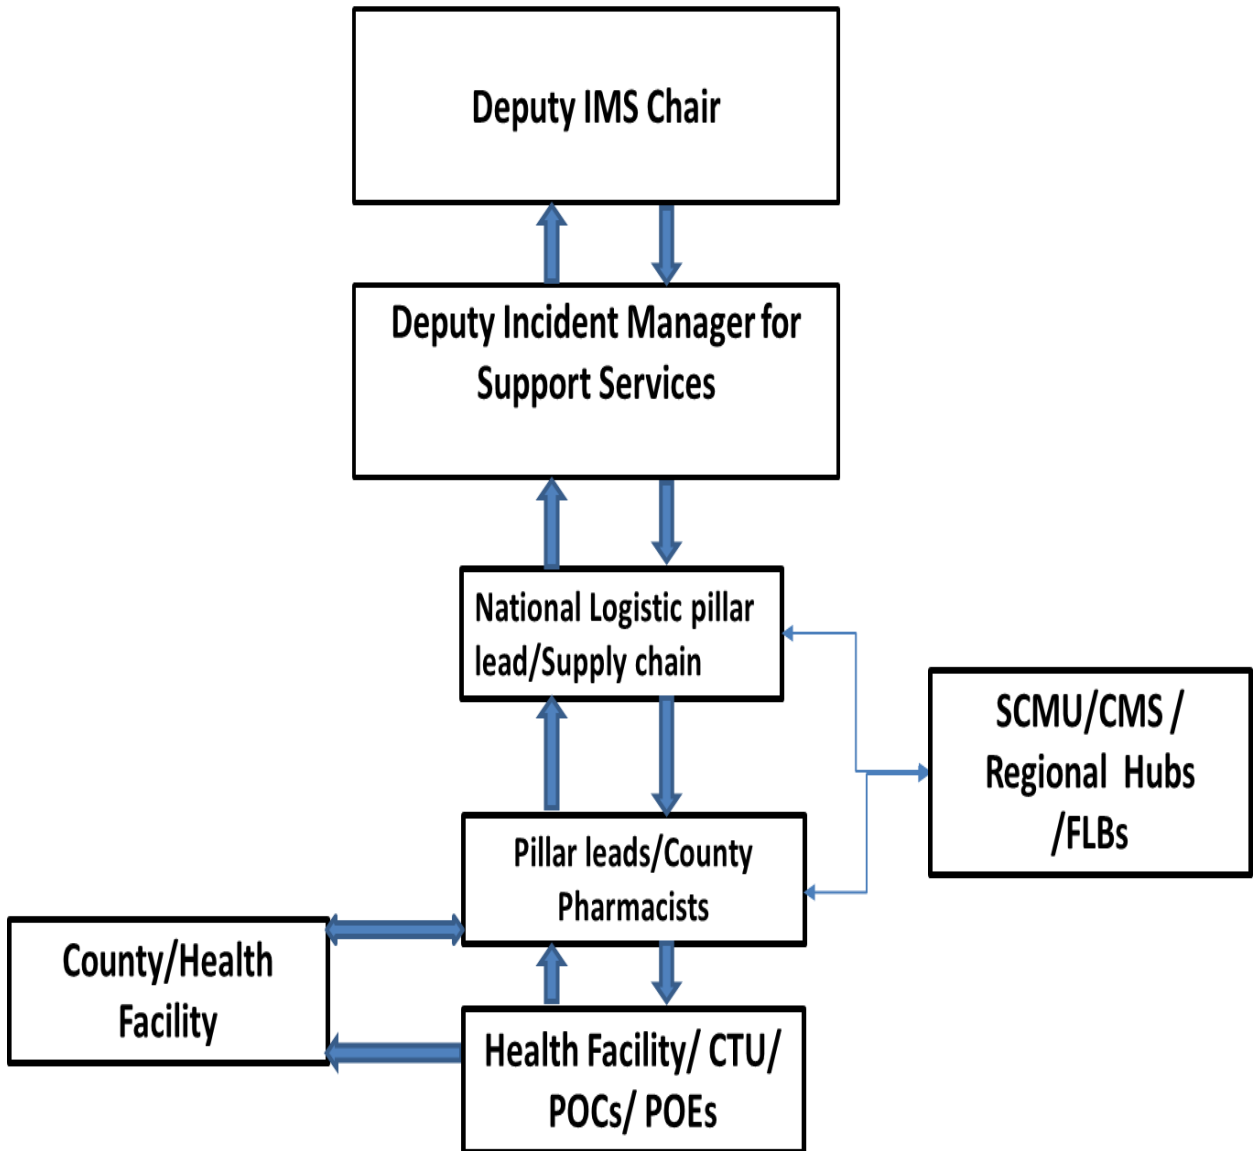 Deputy IMS Chair
Deputy Incident Manager for
Support Services
National Logistic pillar
lead/Supply chain
SCMU/CMS /
Regional Hubs
/FLBs
Pillar leads/County
Pharmacists
County/Health
Facility
Health Facility/ CTU/
POCs/ POEs